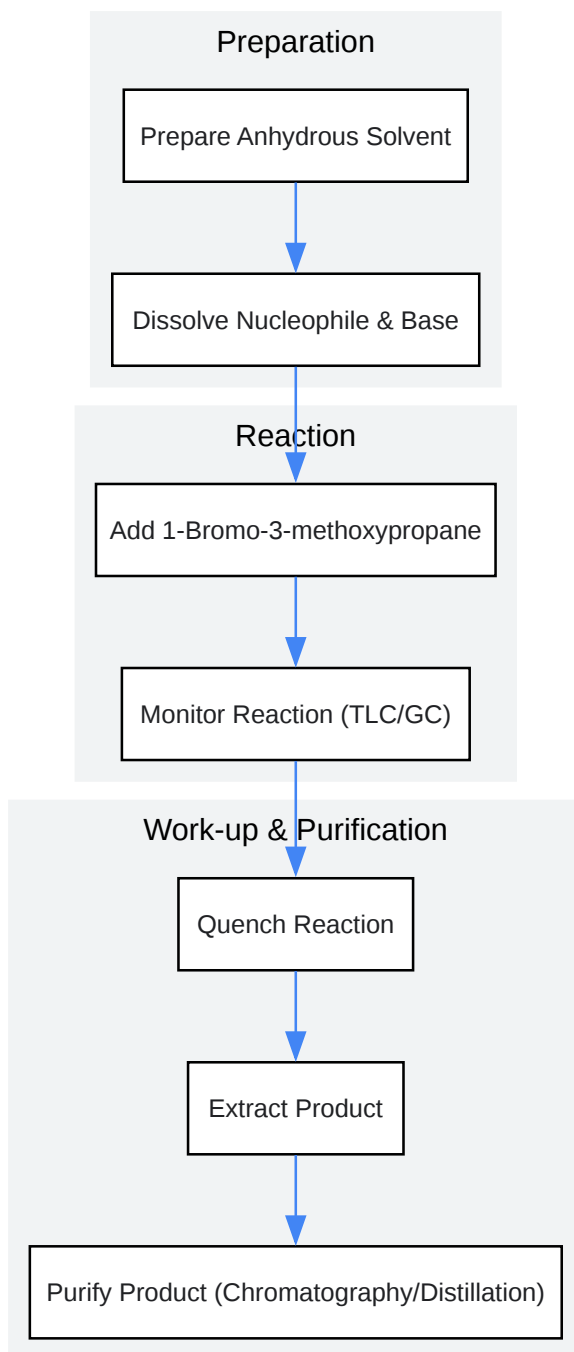 Preparation
Prepare Anhydrous Solvent
Dissolve Nucleophile & Base
Reaction
Add 1-Bromo-3-methoxypropane
Monitor Reaction (TLC/GC)
Work-up & Purification
Quench Reaction
Extract Product
Purify Product (Chromatography/Distillation)